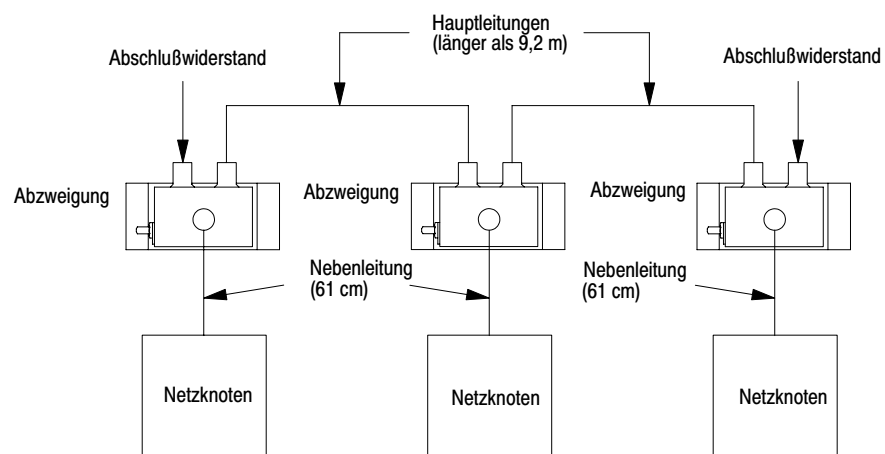 Hauptleitungen
(länger als 9,2 m)
Abschlußwiderstand
Abschlußwiderstand
Abzweigung
Abzweigung
Abzweigung
Nebenleitung
(61 cm)
Nebenleitung
(61 cm)
Netzknoten
Netzknoten
Netzknoten